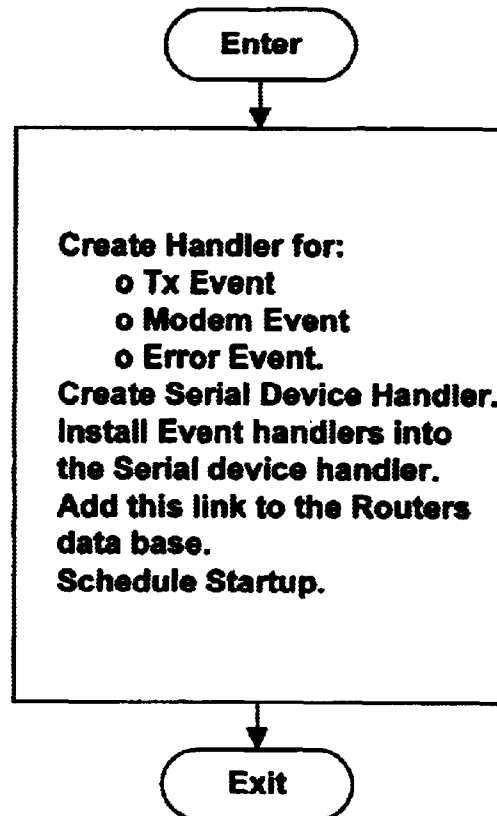 Enter
Create Handler for:
o Tx Event
o Modem Event
o Error Event.
Create Serial Device Handler.
Install Event handlers into
the Serial device handler.
Add this link to the Routers
data base.
Schedule Startup.
Exit